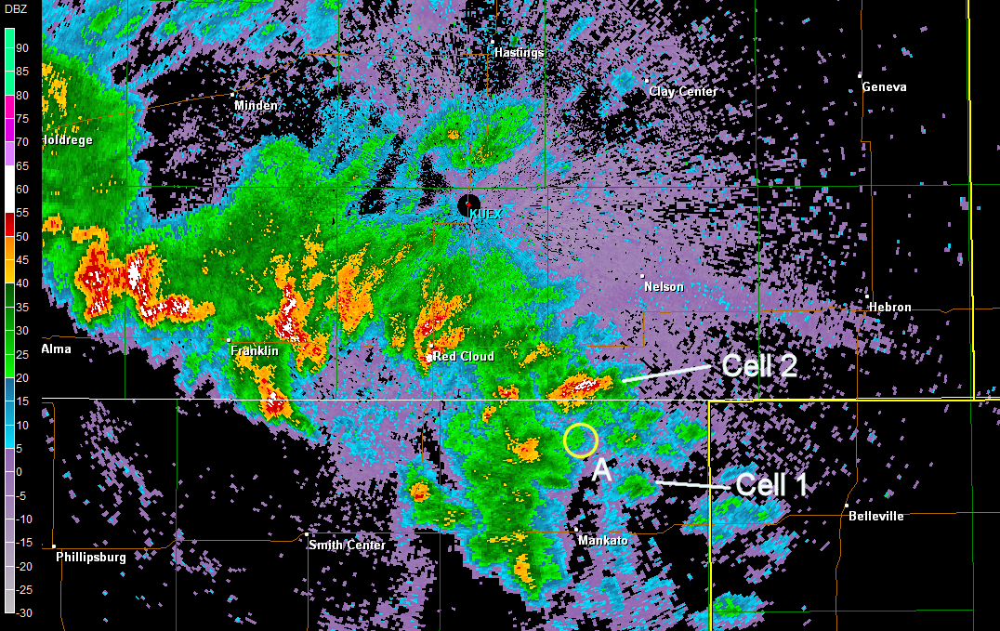 DBZ
90
85
80
75
70
65
60
55
50
45
40
35
30
25
20
15
10
5
0
-5
-10
-15
-20
-25
-30
Hastings
Clay Center
Geneva
Minden
Holdrege
KUEX
Nelson
Hebron
Alma
Franklin
Red Cloud
Cell 2
A
Cell 1
Belleville
Mankato
Smith Center
Phillipsburg